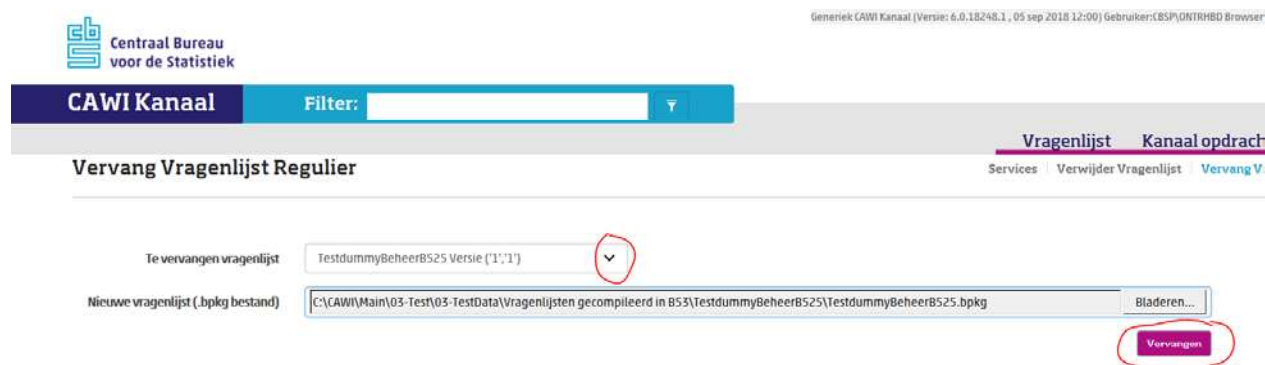 Generiek CAWI Kanaal (Versie: 6.0.18248.1 , 05 sep 2018 12:00) Gebruiker:CBSP\ONTRHBD Browser
cb
Centraal Bureau
voor de Statistiek
CAWI Kanaal Filter:
Vragenlijst Kanaal opdrach
Vervang Vragenlijst Regulier
Services Verwijder Vragenlijst Vervang V
Te vervangen vragenlijst TestdummyBeheerB525 Versie ('1','1')
Nieuwe vragenlijst (.bpkg bestand) C:\CAWI\Main\03-Test\03-TestData\Vragenlijsten gecompileerd in B53\TestdummyBeheerB525\TestdummyBeheerB525.bpkg Bladeren...
Vervangen